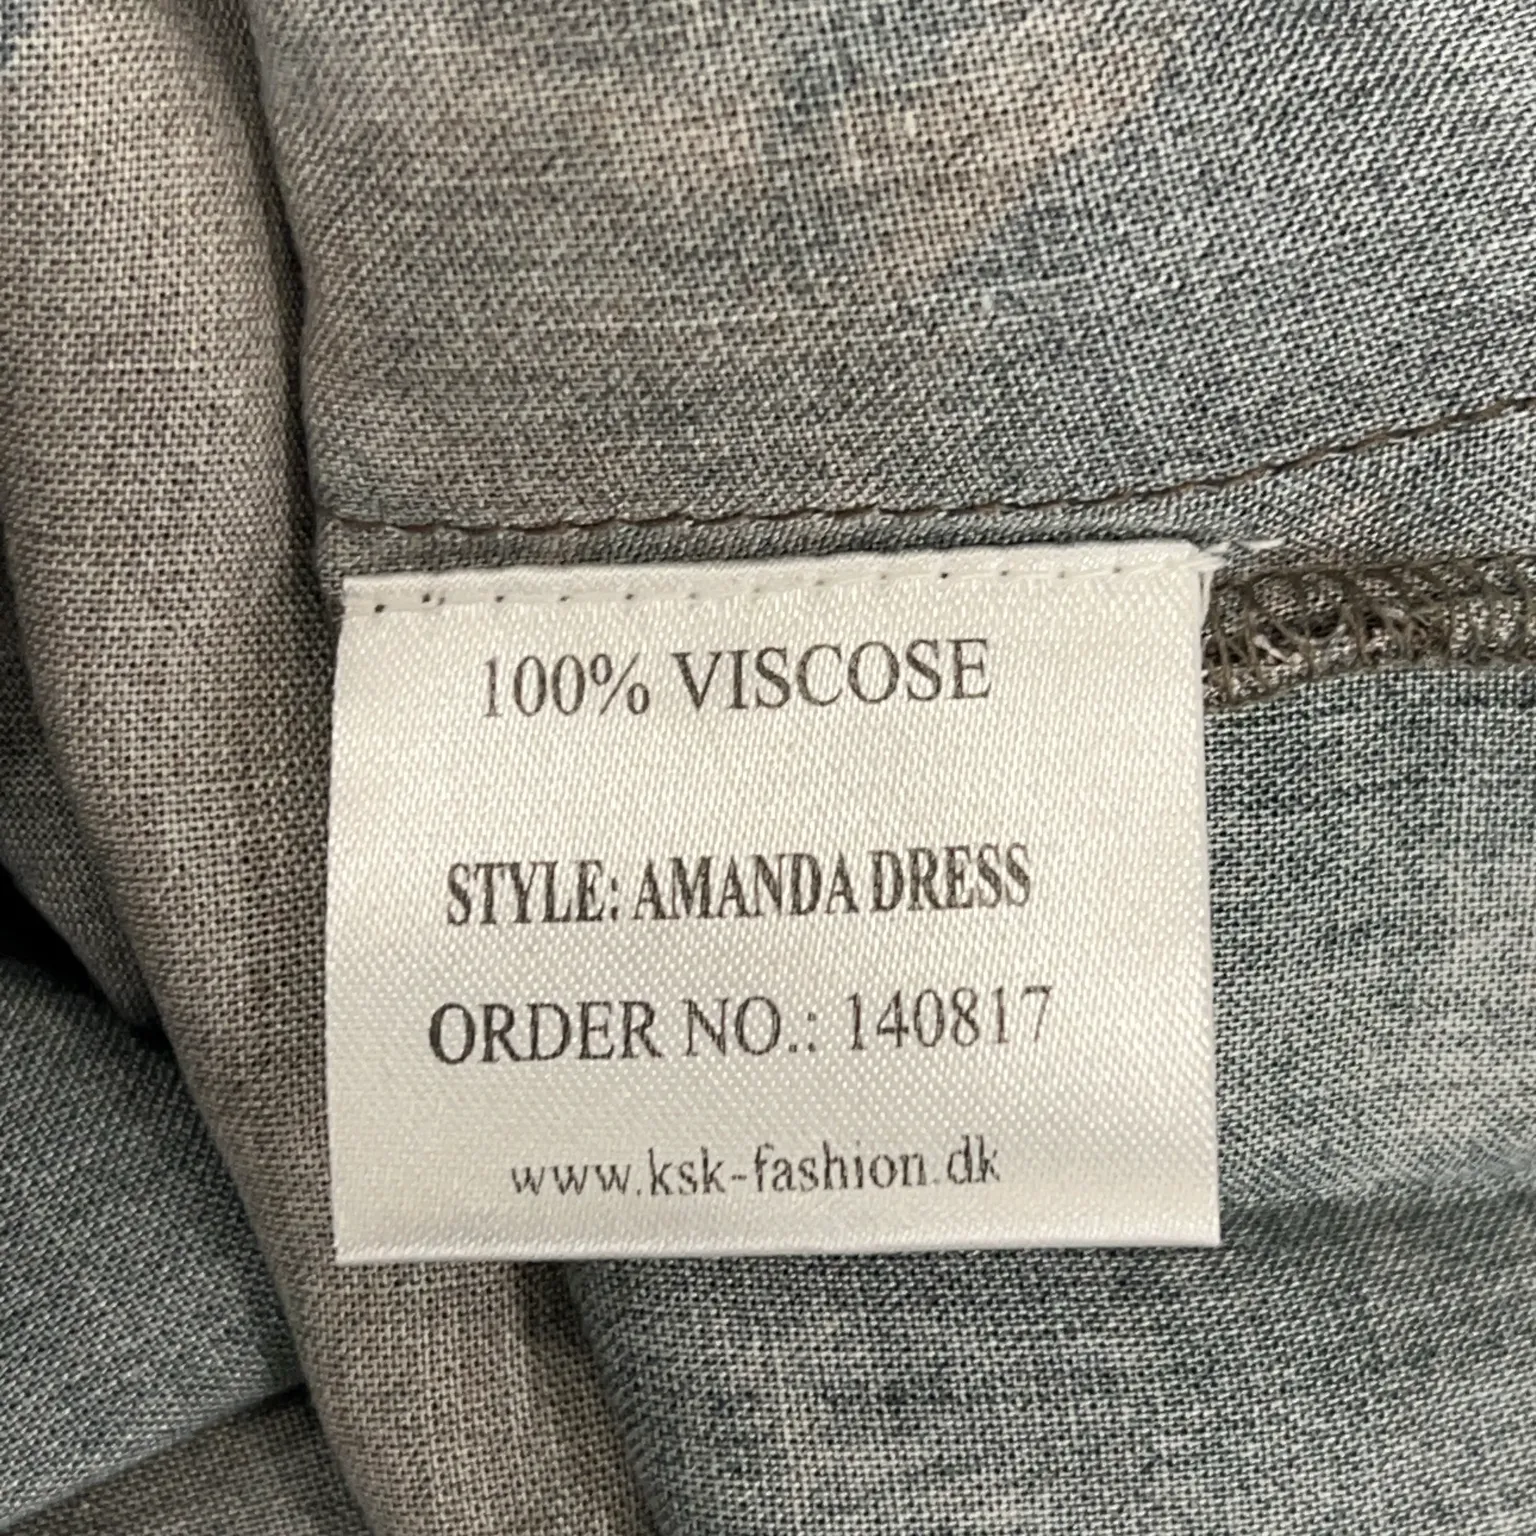 100% VISCOSE
STYLE: AMANDA DRESS
ORDER NO.: 140817
www.ksk-fashion.dk